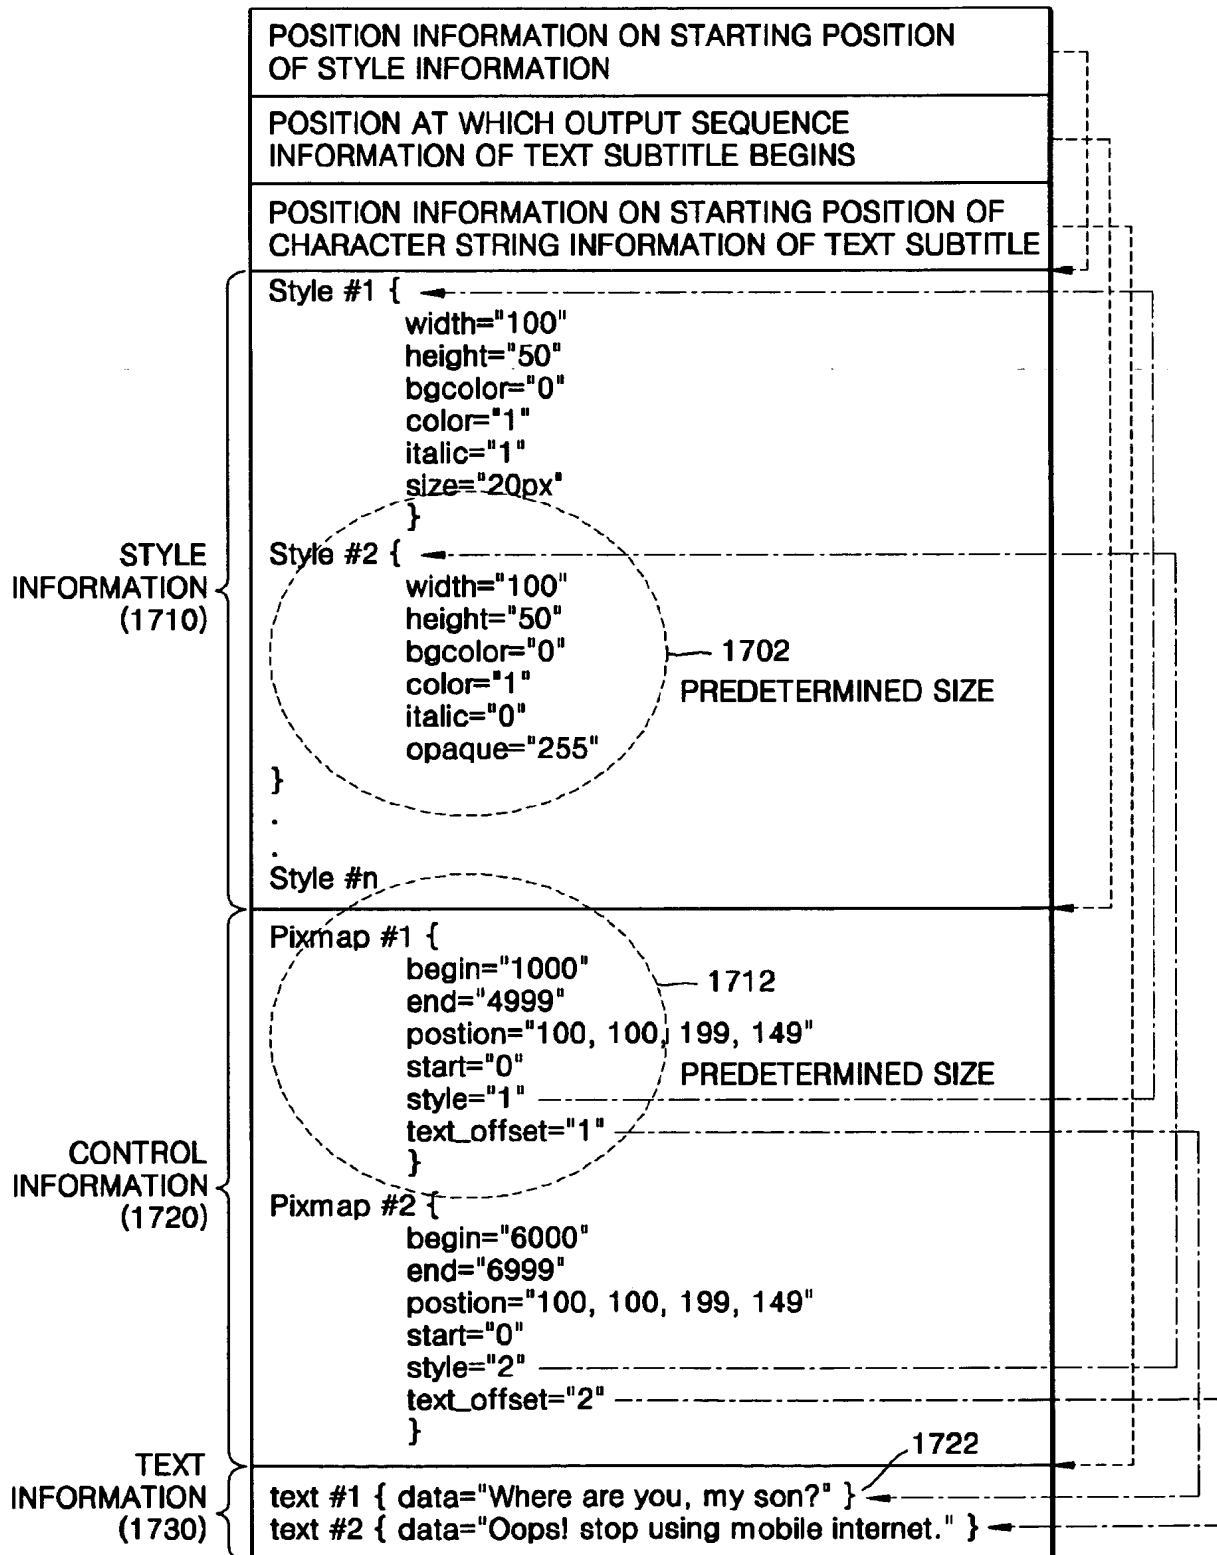 POSITION INFORMATION ON STARTING POSITION
OF STYLE INFORMATION
POSITION AT WHICH OUTPUT SEQUENCE
INFORMATION OF TEXT SUBTITLE BEGINS
POSITION INFORMATION ON STARTING POSITION OF
CHARACTER STRING INFORMATION OF TEXT SUBTITLE
STYLE
INFORMATION
(1710)
Style #1 {
width="100"
height="50"
bgcolor="0"
color="1"
italic="1"
size="20px"
}
Style #2 {
width="100"
height="50"
bgcolor="0"
color="1"
italic="0"
opaque="255"
}
.
.
Style #n
1702
PREDETERMINED SIZE
CONTROL
INFORMATION
(1720)
Pixmap #1 {
begin="1000"
end="4999"
postion="100, 100, 199, 149"
start="0"
style="1"
text_offset="1"
}
1712
PREDETERMINED SIZE
Pixmap #2 {
begin="6000"
end="6999"
postion="100, 100, 199, 149"
start="0"
style="2"
text_offset="2"
}
TEXT
INFORMATION
(1730)
1722
text #1 { data="Where are you, my son?" }
text #2 { data="Oops! stop using mobile internet." }